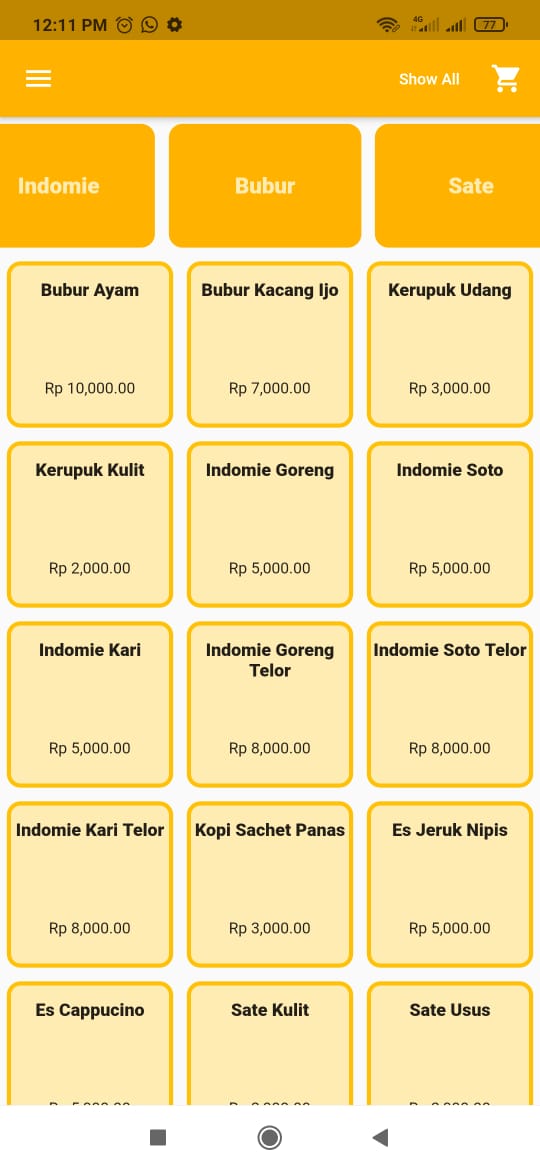 12:11 PM
4G
77
Show All
Indomie
Bubur
Sate
Bubur Ayam
Bubur Kacang Ijo
Kerupuk Udang
Rp 10,000.00
Rp 7,000.00
Rp 3,000.00
Kerupuk Kulit
Indomie Goreng
Indomie Soto
Rp 2,000.00
Rp 5,000.00
Rp 5,000.00
Indomie Kari
Indomie Goreng
Telor
Indomie Soto Telor
Rp 5,000.00
Rp 8,000.00
Rp 8,000.00
Indomie Kari Telor
Kopi Sachet Panas
Es Jeruk Nipis
Rp 8,000.00
Rp 3,000.00
Rp 5,000.00
Es Cappucino
Sate Kulit
Sate Usus